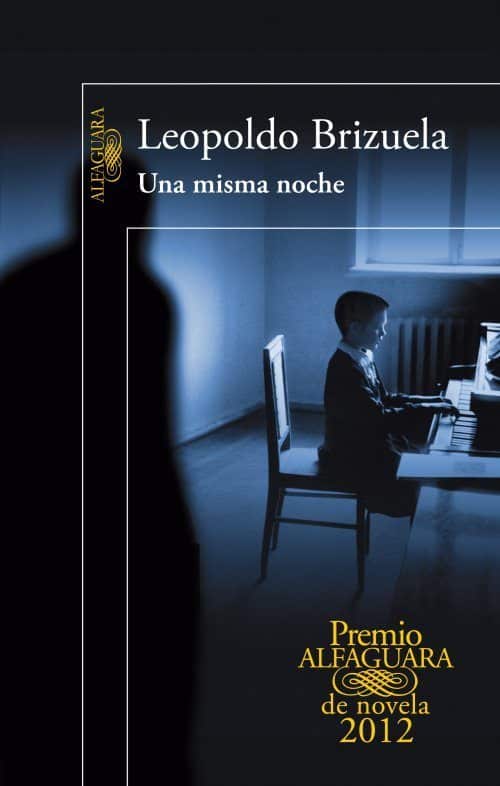 ALFAGUARA
Leopoldo Brizuela
Una misma noche
Premio
ALFAGUARA
de novela
2012